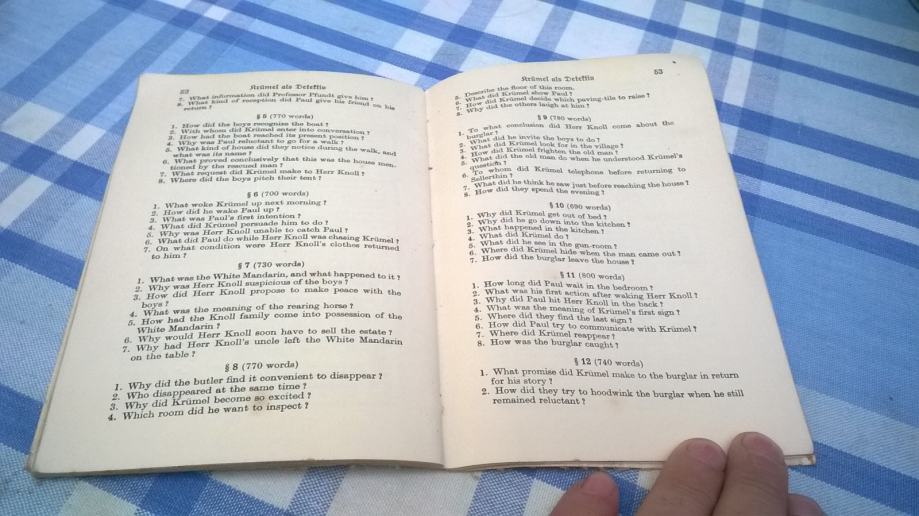 52
Krümel als Detektiv
7. What information did Professor Pfundt give him?
8. What kind of reception did Paul give his friend on his
return?
§ 5 (770 words)
1. How did the boys recognise the boat?
2. With whom did Krümel enter into conversation?
3. How had the boat reached its present position?
4. Why was Paul reluctant to go for a walk?
5. What kind of house did they notice during the walk, and
what was its name?
6. What proved conclusively that this was the house men-
tioned by the rescued man?
7. What request did Krümel make to Herr Knoll?
8. Where did the boys pitch their tent?
§ 6 (700 words)
1. What woke Krümel up next morning?
2. How did he wake Paul up?
3. What was Paul's first intention?
4. What did Krümel persuade him to do?
5. Why was Herr Knoll unable to catch Paul?
6. What did Paul do while Herr Knoll was chasing Krümel?
7. On what condition were Herr Knoll's clothes returned
to him?
§ 7 (730 words)
1. What was the White Mandarin, and what happened to it?
2. Why was Herr Knoll suspicious of the boys?
3. How did Herr Knoll propose to make peace with the
boys?
4. What was the meaning of the rearing horse?
5. How had the Knoll family come into possession of the
White Mandarin?
6. Why would Herr Knoll soon have to sell the estate?
7. Why had Herr Knoll's uncle left the White Mandarin
on the table?
§ 8 (770 words)
1. Why did the butler find it convenient to disappear?
2. Who disappeared at the same time?
3. Why did Krümel become so excited?
4. Which room did he want to inspect?
Krümel als Detektiv
53
5. Describe the floor of this room.
6. What did Krümel show Paul?
7. How did Krümel decide which paving-tile to raise?
8. Why did the others laugh at him?
§ 9 (780 words)
1. To what conclusion did Herr Knoll come about the
burglar?
2. What did he invite the boys to do?
3. What did Krümel look for in the village?
4. How did Krümel frighten the old man?
5. What did the old man do when he understood Krümel's
question?
6. To whom did Krümel telephone before returning to
Sellerthin?
7. What did he think he saw just before reaching the house?
8. How did they spend the evening?
§ 10 (690 words)
1. Why did Krümel get out of bed?
2. Why did he go down into the kitchen?
3. What happened in the kitchen?
4. What did Krümel do?
5. What did he see in the gun-room?
6. Where did Krümel hide when the man came out?
7. How did the burglar leave the house?
§ 11 (800 words)
1. How long did Paul wait in the bedroom?
2. What was his first action after waking Herr Knoll?
3. Why did Paul hit Herr Knoll in the back?
4. What was the meaning of Krümel's first sign?
5. Where did they find the last sign?
6. How did Paul try to communicate with Krümel?
7. Where did Krümel reappear?
8. How was the burglar caught?
§ 12 (740 words)
1. What promise did Krümel make to the burglar in return
for his story?
2. How did they try to hoodwink the burglar when he still
remained reluctant?